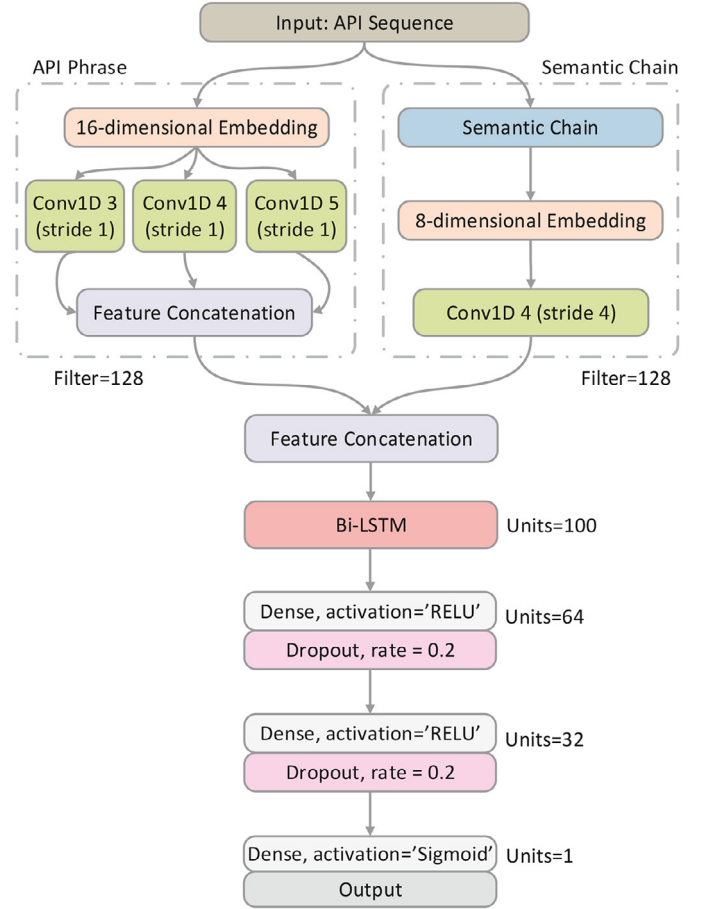 Input: API Sequence
API Phrase
Semantic Chain
16-dimensional Embedding
Semantic Chain
Conv1D 3
(stride 1)
Conv1D 4
(stride 1)
Conv1D 5
(stride 1)
8-dimensional Embedding
Feature Concatenation
Conv1D 4 (stride 4)
Filter=128
Filter=128
Feature Concatenation
Bi-LSTM
Units=100
Dense, activation=’RELU’
Units=64
Dropout, rate = 0.2
Dense, activation=’RELU’
Units=32
Dropout, rate = 0.2
Dense, activation=’Sigmoid’
Units=1
Output